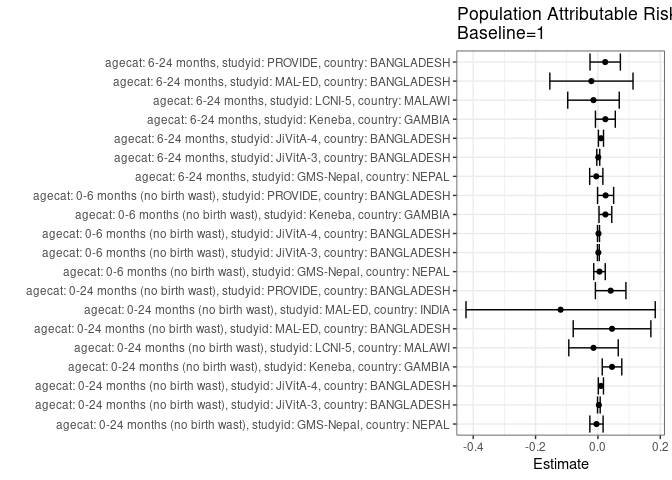 Population Attributable Risk
Baseline=1
agecat: 6-24 months, studyid: PROVIDE, country: BANGLADESH
agecat: 6-24 months, studyid: MAL-ED, country: BANGLADESH
agecat: 6-24 months, studyid: LCNI-5, country: MALAWI
agecat: 6-24 months, studyid: Keneba, country: GAMBIA
agecat: 6-24 months, studyid: JiVitA-4, country: BANGLADESH
agecat: 6-24 months, studyid: JiVitA-3, country: BANGLADESH
agecat: 6-24 months, studyid: GMS-Nepal, country: NEPAL
agecat: 0-6 months (no birth wast), studyid: PROVIDE, country: BANGLADESH
agecat: 0-6 months (no birth wast), studyid: Keneba, country: GAMBIA
agecat: 0-6 months (no birth wast), studyid: JiVitA-4, country: BANGLADESH
agecat: 0-6 months (no birth wast), studyid: JiVitA-3, country: BANGLADESH
agecat: 0-6 months (no birth wast), studyid: GMS-Nepal, country: NEPAL
agecat: 0-24 months (no birth wast), studyid: PROVIDE, country: BANGLADESH
agecat: 0-24 months (no birth wast), studyid: MAL-ED, country: INDIA
agecat: 0-24 months (no birth wast), studyid: MAL-ED, country: BANGLADESH
agecat: 0-24 months (no birth wast), studyid: LCNI-5, country: MALAWI
agecat: 0-24 months (no birth wast), studyid: Keneba, country: GAMBIA
agecat: 0-24 months (no birth wast), studyid: JiVitA-4, country: BANGLADESH
agecat: 0-24 months (no birth wast), studyid: JiVitA-3, country: BANGLADESH
agecat: 0-24 months (no birth wast), studyid: GMS-Nepal, country: NEPAL
-0.4 -0.2 0.0 0.2
Estimate